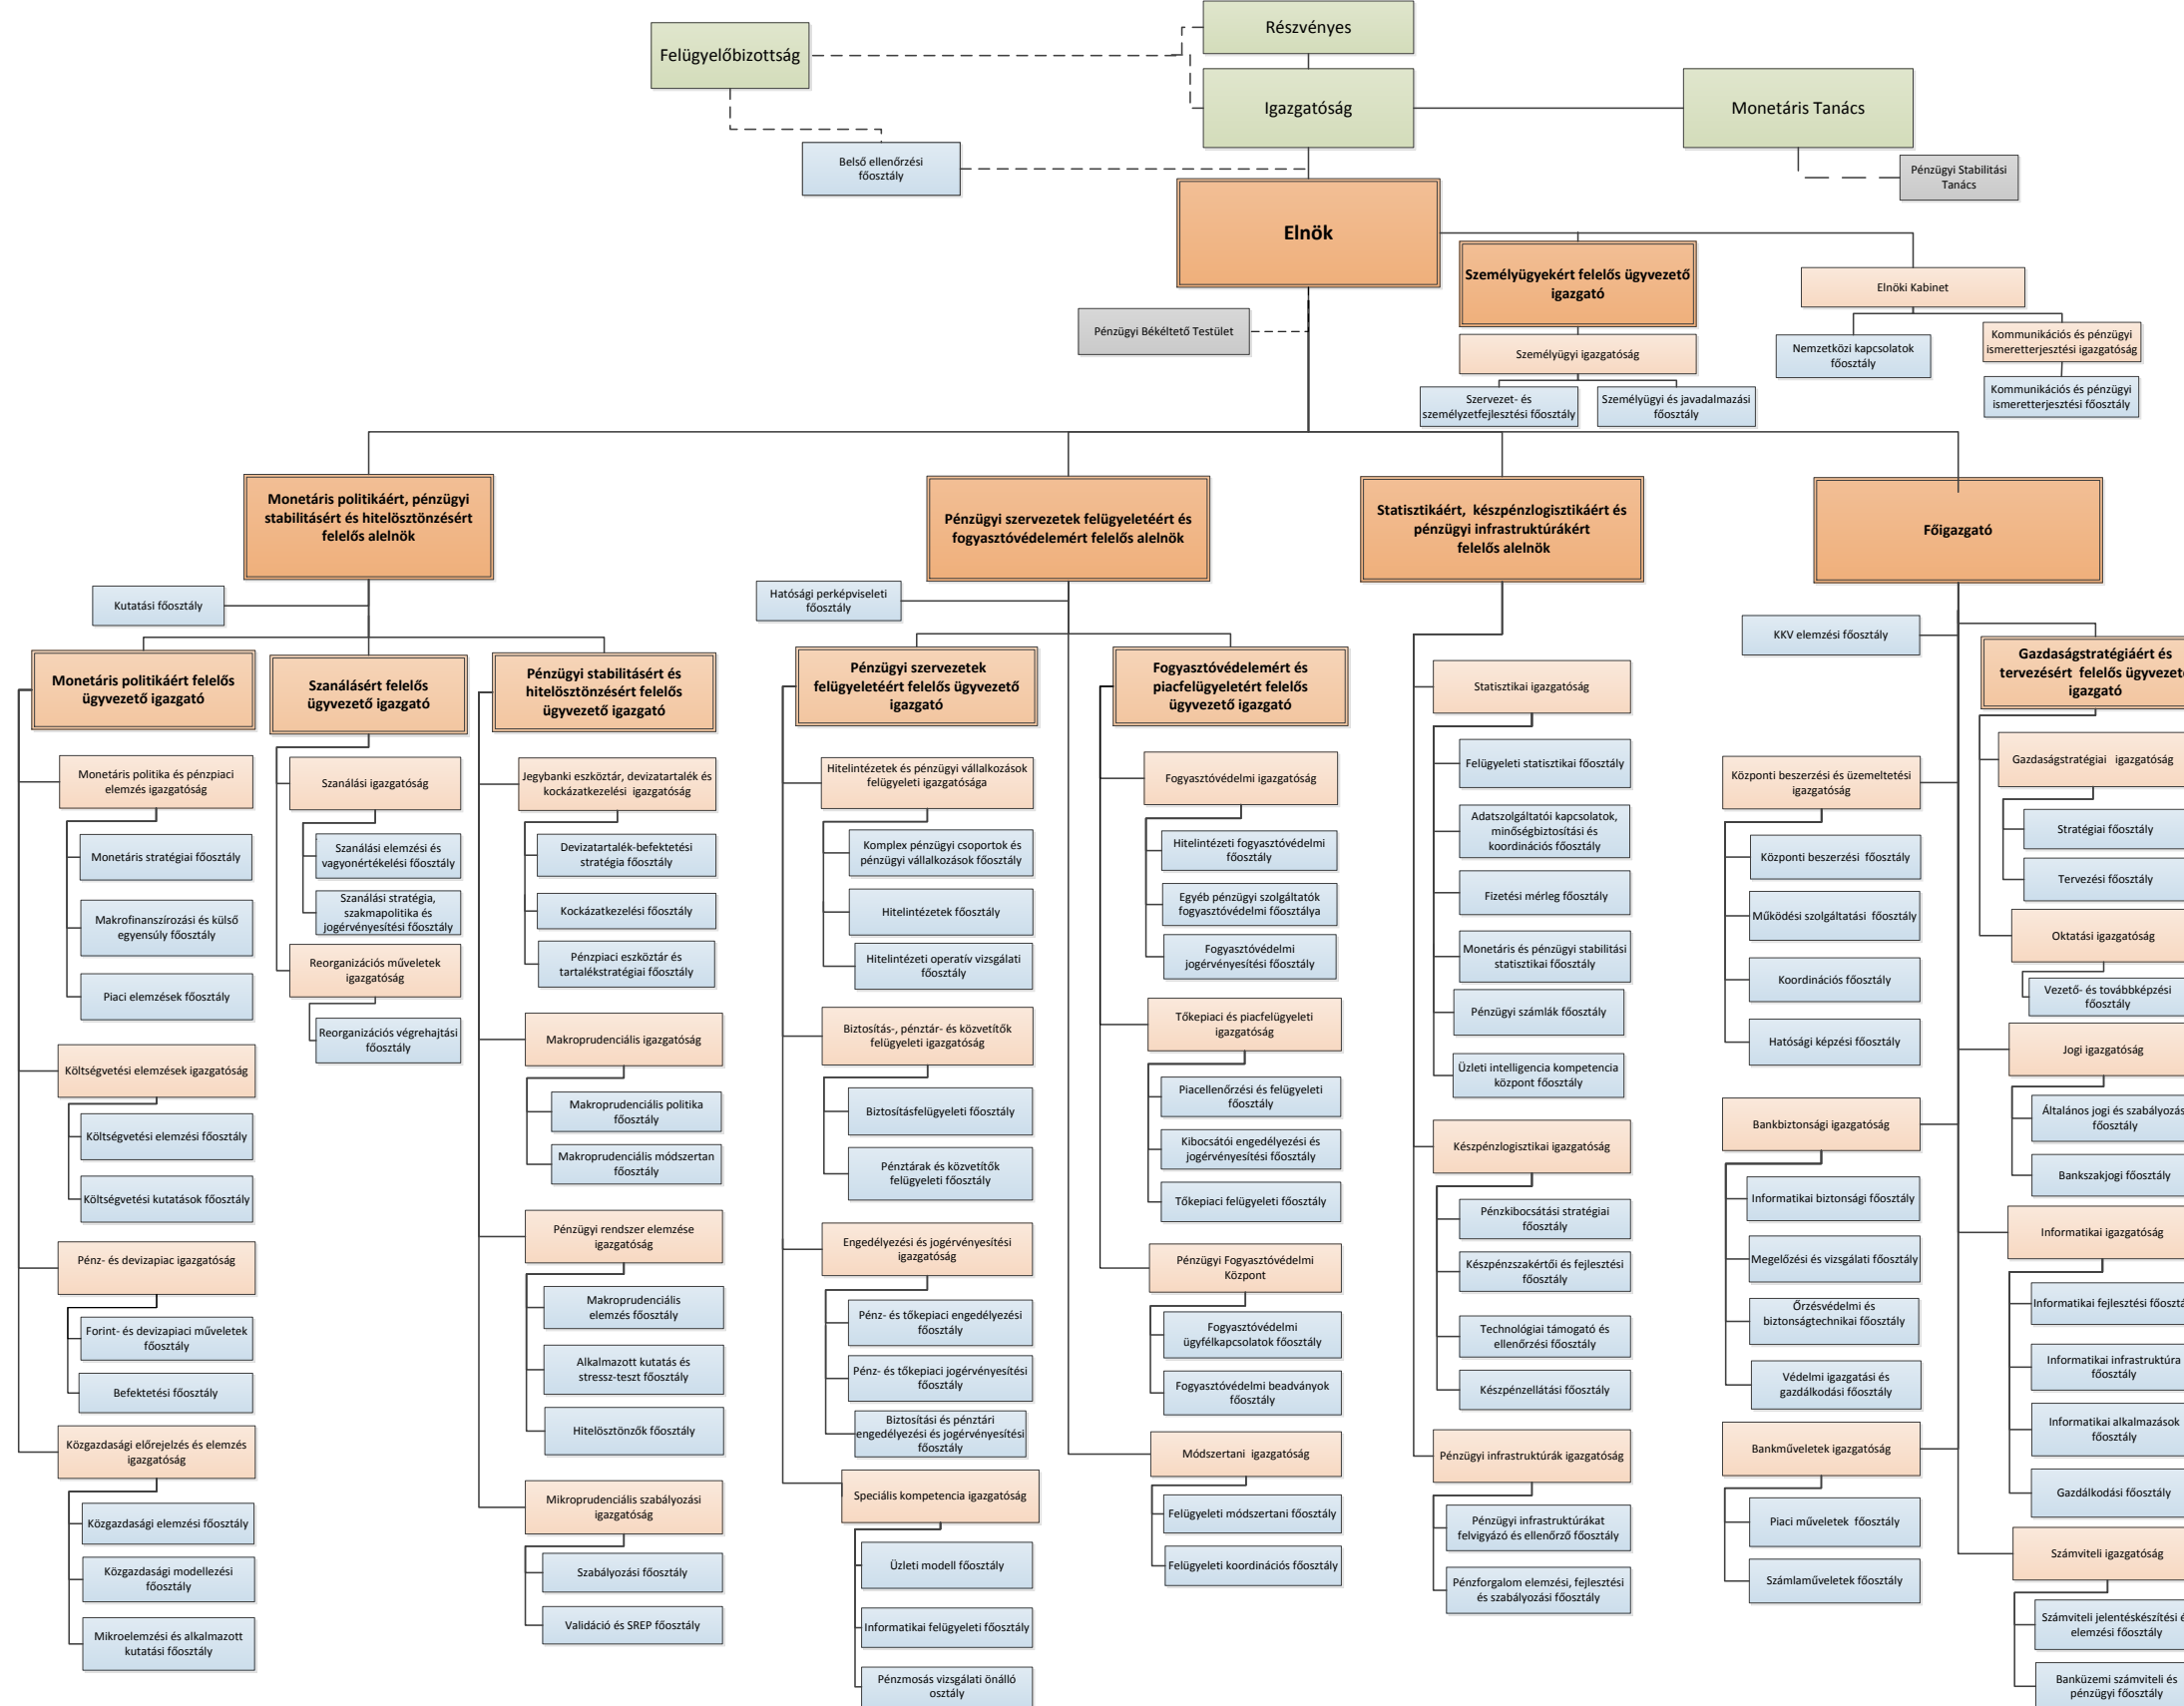 Részvényes
Felügyelőbizottság
Igazgatóság
Monetáris Tanács
Belső ellenőrzési
főosztály
Pénzügyi Stabilitási
Tanács
Elnök
Személyügyekért felelős ügyvezető
igazgató
Elnöki Kabinet
Pénzügyi Békéltető Testület
Személyügyi igazgatóság
Nemzetközi kapcsolatok
főosztály
Kommunikációs és pénzügyi
ismeretterjesztési igazgatóság
Szervezet- és
személyzetfejlesztési főosztály
Személyügyi és javadalmazási
főosztály
Kommunikációs és pénzügyi
ismeretterjesztési főosztály
Monetáris politikáért, pénzügyi
stabilitásért és hitelösztönzésért
felelős alelnök
Kutatási főosztály
Monetáris politikáért felelős
ügyvezető igazgató
Monetáris politika és pénzpiaci
elemzés igazgatóság
Monetáris stratégiai főosztály
Makrofinanszírozási és külső
egyensúly főosztály
Piaci elemzések főosztály
Költségvetési elemzések igazgatóság
Költségvetési elemzési főosztály
Költségvetési kutatások főosztály
Pénz- és devizapiac igazgatóság
Forint- és devizapiaci műveletek
főosztály
Befektetési főosztály
Közgazdasági előrejelzés és elemzés
igazgatóság
Közgazdasági elemzési főosztály
Közgazdasági modellezési
főosztály
Mikroelemzési és alkalmazott
kutatási főosztály
Szanálásért felelős
ügyvezető igazgató
Szanálási igazgatóság
Szanálási elemzési és
vagyonértékelési főosztály
Szanálási stratégia,
szakmapolitika és
jogérvényesítési főosztály
Reorganizációs műveletek
igazgatóság
Reorganizációs végrehajtási
főosztály
Pénzügyi stabilitásért és
hitelösztönzésért felelős
ügyvezető igazgató
Jegybanki eszköztár, devizatartalék és
kockázatkezelési igazgatóság
Devizatartalék-befektetési
stratégia főosztály
Kockázatkezelési főosztály
Pénzpiaci eszköztár és
tartalékstratégiai főosztály
Makroprudenciális igazgatóság
Makroprudenciális politika
főosztály
Makroprudenciális módszertan
főosztály
Pénzügyi rendszer elemzése
igazgatóság
Makroprudenciális
elemzés főosztály
Alkalmazott kutatás és
stressz-teszt főosztály
Hitelösztönzők főosztály
Mikroprudenciális szabályozási
igazgatóság
Szabályozási főosztály
Validáció és SREP főosztály
Pénzügyi szervezetek felügyeletéért és
fogyasztóvédelemért felelős alelnök
Hatósági perképviseleti
főosztály
Pénzügyi szervezetek
felügyeletéért felelős ügyvezető
igazgató
Hitelintézetek és pénzügyi vállalkozások
felügyeleti igazgatósága
Komplex pénzügyi csoportok és
pénzügyi vállalkozások főosztály
Hitelintézetek főosztály
Hitelintézeti operatív vizsgálati
főosztály
Biztosítás-, pénztár- és közvetítők
felügyeleti igazgatóság
Biztosításfelügyeleti főosztály
Pénztárak és közvetítők
felügyeleti főosztály
Engedélyezési és jogérvényesítési
igazgatóság
Pénz- és tőkepiaci engedélyezési
főosztály
Pénz- és tőkepiaci jogérvényesítési
főosztály
Biztosítási és pénztári
engedélyezési és jogérvényesítési
főosztály
Speciális kompetencia igazgatóság
Üzleti modell főosztály
Informatikai felügyeleti főosztály
Pénzmosás vizsgálati önálló
osztály
Fogyasztóvédelemért és
piacfelügyeletért felelős
ügyvezető igazgató
Fogyasztóvédelmi igazgatóság
Hitelintézeti fogyasztóvédelmi
főosztály
Egyéb pénzügyi szolgáltatók
fogyasztóvédelmi főosztálya
Fogyasztóvédelmi
jogérvényesítési főosztály
Tőkepiaci és piacfelügyeleti
igazgatóság
Piacellenőrzési és felügyeleti
főosztály
Kibocsátói engedélyezési és
jogérvényesítési főosztály
Tőkepiaci felügyeleti főosztály
Pénzügyi Fogyasztóvédelmi
Központ
Fogyasztóvédelmi
ügyfélkapcsolatok főosztály
Fogyasztóvédelmi beadványok
főosztály
Módszertani igazgatóság
Felügyeleti módszertani főosztály
Felügyeleti koordinációs főosztály
Statisztikáért, készpénzlogisztikáért és
pénzügyi infrastruktúrákért
felelős alelnök
Statisztikai igazgatóság
Felügyeleti statisztikai főosztály
Adatszolgáltatói kapcsolatok,
minőségbiztosítási és
koordinációs főosztály
Fizetési mérleg főosztály
Monetáris és pénzügyi stabilitási
statisztikai főosztály
Pénzügyi számlák főosztály
Üzleti intelligencia kompetencia
központ főosztály
Készpénzlogisztikai igazgatóság
Pénzkibocsátási stratégiai
főosztály
Készpénzszakértői és fejlesztési
főosztály
Technológiai támogató és
ellenőrzési főosztály
Készpénzellátási főosztály
Pénzügyi infrastruktúrák igazgatóság
Pénzügyi infrastruktúrákat
felvigyázó és ellenőrző főosztály
Pénzforgalom elemzési, fejlesztési
és szabályozási főosztály
Főigazgató
KKV elemzési főosztály
Központi beszerzési és üzemeltetési
igazgatóság
Központi beszerzési főosztály
Működési szolgáltatási főosztály
Koordinációs főosztály
Hatósági képzési főosztály
Bankbiztonsági igazgatóság
Informatikai biztonsági főosztály
Megelőzési és vizsgálati főosztály
Őrzésvédelmi és
biztonságtechnikai főosztály
Védelmi igazgatási és
gazdálkodási főosztály
Bankműveletek igazgatóság
Piaci műveletek főosztály
Számlaműveletek főosztály
Gazdaságstratégiáért és
tervezésért felelős ügyvezet
igazgató
Gazdaságstratégiai igazgatóság
Stratégiai főosztály
Tervezési főosztály
Oktatási igazgatóság
Vezető- és továbbképzési
főosztály
Jogi igazgatóság
Általános jogi és szabályozás
főosztály
Bankszakjogi főosztály
Informatikai igazgatóság
Informatikai fejlesztési főosztá
Informatikai infrastruktúra
főosztály
Informatikai alkalmazások
főosztály
Gazdálkodási főosztály
Számviteli igazgatóság
Számviteli jelentéskészítési é
elemzési főosztály
Banküzemi számviteli és
pénzügyi főosztály